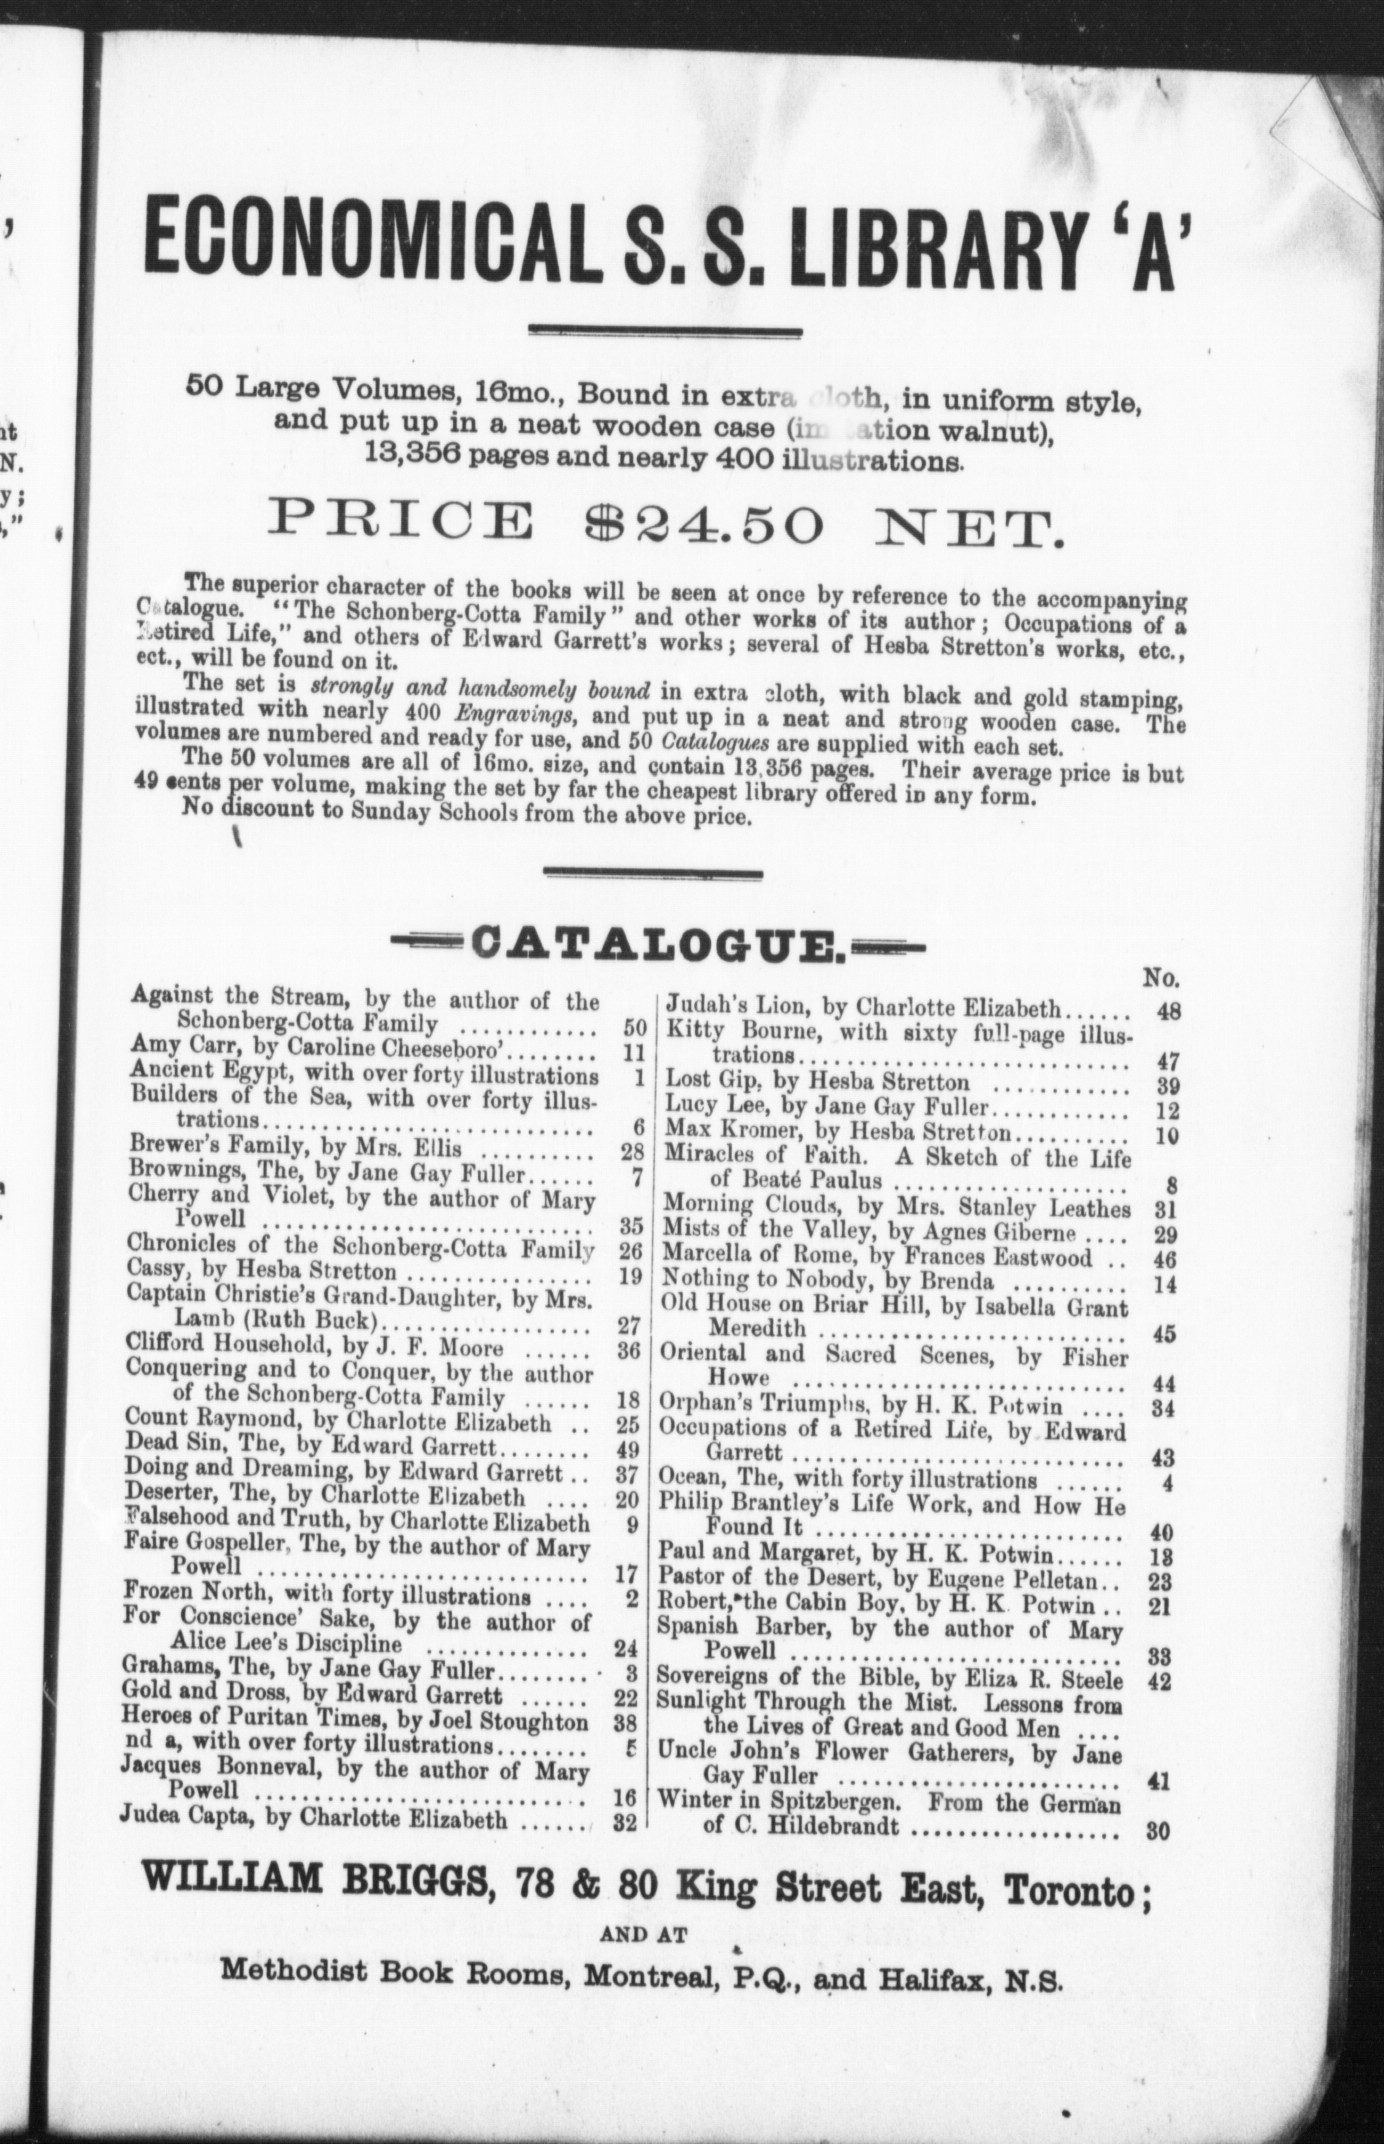 ECONOMICAL S. S. LIBRARY ‘A’
50 Large Volumes, 16mo., Bound in extra cloth, in uniform style,
and put up in a neat wooden case (imitation walnut),
13,356 pages and nearly 400 illustrations.
PRICE $24.50 NET.
The superior character of the books will be seen at once by reference to the accompanying
Catalogue. “The Schonberg-Cotta Family” and other works of its author; Occupations of a
Retired Life,” and others of Edward Garrett's works; several of Hesba Stretton's works, etc.,
ect., will be found on it.
The set is strongly and handsomely bound in extra cloth, with black and gold stamping,
illustrated with nearly 400 Engravings, and put up in a neat and strong wooden case. The
volumes are numbered and ready for use, and 50 Catalogues are supplied with each set.
The 50 volumes are all of 16mo. size, and contain 13,356 pages. Their average price is but
49 cents per volume, making the set by far the cheapest library offered in any form.
No discount to Sunday Schools from the above price.
CATALOGUE.
Against the Stream, by the author of the
Schonberg-Cotta Family ............ 50
Amy Carr, by Caroline Cheeseboro’........ 11
Ancient Egypt, with over forty illustrations 1
Builders of the Sea, with over forty illus-
trations............................ 6
Brewer's Family, by Mrs. Ellis .......... 28
Brownings, The, by Jane Gay Fuller...... 7
Cherry and Violet, by the author of Mary
Powell ............................ 35
Chronicles of the Schonberg-Cotta Family 26
Cassy, by Hesba Stretton ................ 19
Captain Christie's Grand-Daughter, by Mrs.
Lamb (Ruth Buck).................. 27
Clifford Household, by J. F. Moore ...... 36
Conquering and to Conquer, by the author
of the Schonberg-Cotta Family ...... 18
Count Raymond, by Charlotte Elizabeth .. 25
Dead Sin, The, by Edward Garrett........ 49
Doing and Dreaming, by Edward Garrett .. 37
Deserter, The, by Charlotte Elizabeth .... 20
Falsehood and Truth, by Charlotte Elizabeth 9
Faire Gospeller, The, by the author of Mary
Powell ............................ 17
Frozen North, with forty illustrations .... 2
For Conscience’ Sake, by the author of
Alice Lee's Discipline .............. 24
Grahams, The, by Jane Gay Fuller........ 3
Gold and Dross, by Edward Garrett ...... 22
Heroes of Puritan Times, by Joel Stoughton 38
nd a, with over forty illustrations........ 5
Jacques Bonneval, by the author of Mary
Powell ............................ 16
Judea Capta, by Charlotte Elizabeth ...... 32
No.
Judah's Lion, by Charlotte Elizabeth...... 48
Kitty Bourne, with sixty full-page illus-
trations............................ 47
Lost Gip, by Hesba Stretton ............ 39
Lucy Lee, by Jane Gay Fuller............ 12
Max Kromer, by Hesba Stretton.......... 10
Miracles of Faith. A Sketch of the Life
of Beaté Paulus .................... 8
Morning Clouds, by Mrs. Stanley Leathes 31
Mists of the Valley, by Agnes Giberne .... 29
Marcella of Rome, by Frances Eastwood .. 46
Nothing to Nobody, by Brenda .......... 14
Old House on Briar Hill, by Isabella Grant
Meredith .......................... 45
Oriental and Sacred Scenes, by Fisher
Howe ............................ 44
Orphan's Triumphs, by H. K. Potwin .... 34
Occupations of a Retired Life, by Edward
Garrett ............................ 43
Ocean, The, with forty illustrations ...... 4
Philip Brantley's Life Work, and How He
Found It .......................... 40
Paul and Margaret, by H. K. Potwin...... 13
Pastor of the Desert, by Eugene Pelletan.. 23
Robert, the Cabin Boy, by H. K. Potwin .. 21
Spanish Barber, by the author of Mary
Powell ............................ 33
Sovereigns of the Bible, by Eliza R. Steele 42
Sunlight Through the Mist. Lessons from
the Lives of Great and Good Men ....
Uncle John's Flower Gatherers, by Jane
Gay Fuller ........................ 41
Winter in Spitzbergen. From the German
of C. Hildebrandt .................. 30
WILLIAM BRIGGS, 78 & 80 King Street East, Toronto;
AND AT
Methodist Book Rooms, Montreal, P.Q., and Halifax, N.S.